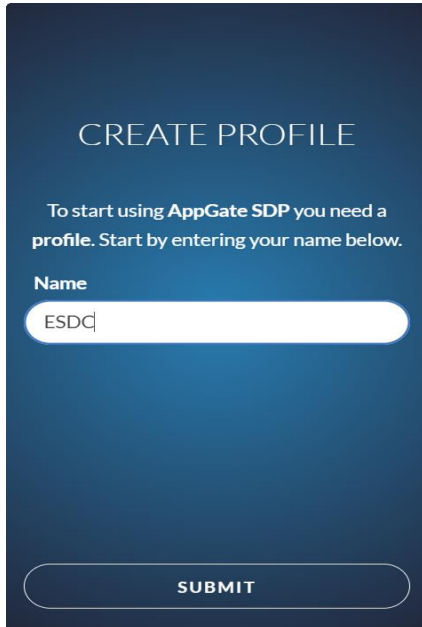 CREATE PROFILE
To start using AppGate SDP you need a
profile. Start by entering your name below.
Name
ESDC
SUBMIT